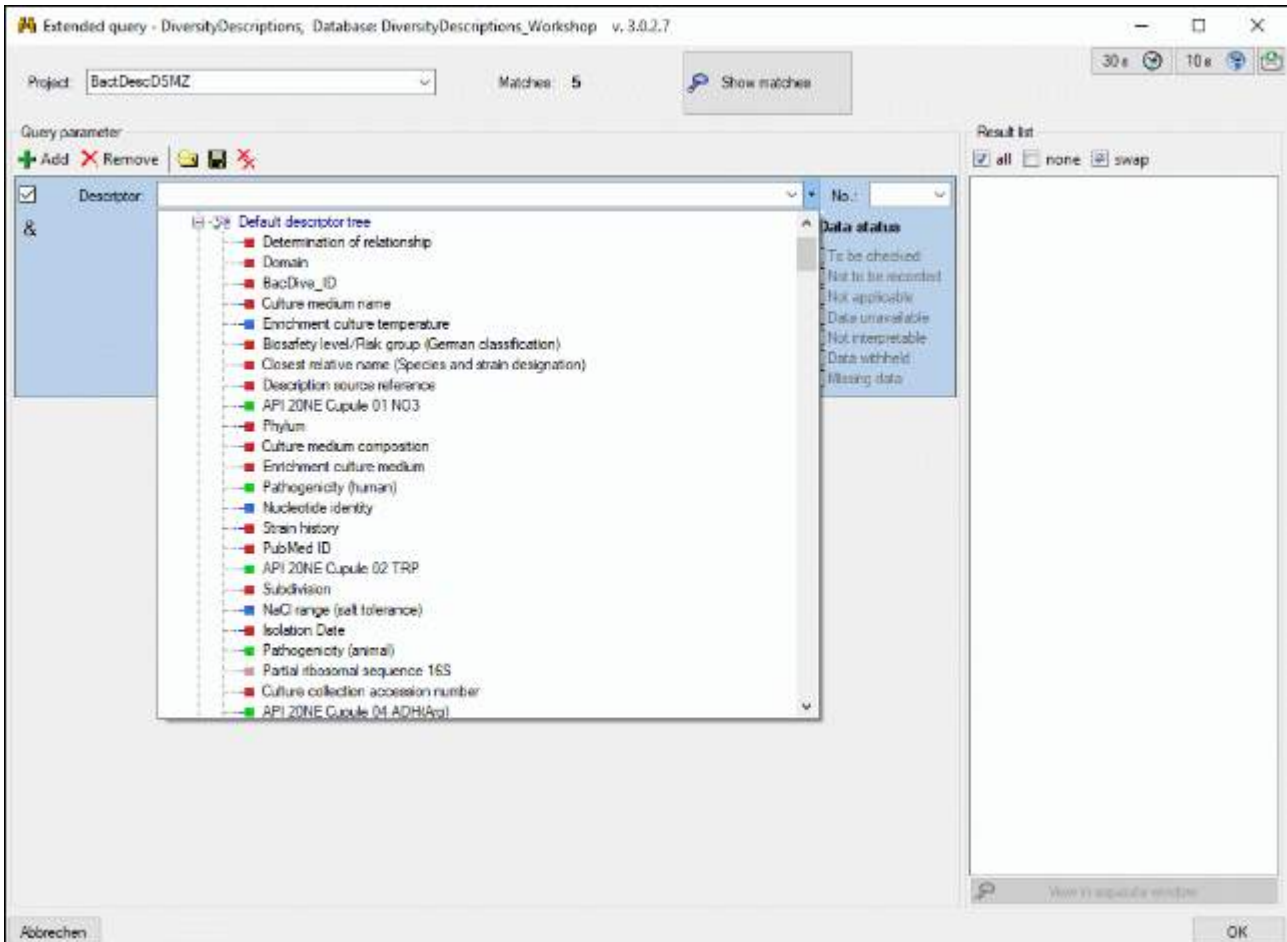 Extended query - DiversityDescriptions, Database: DiversityDescriptions_Workshop v. 3.0.2.7
30 s 10 s
Project: BactDescDSMZ Matches: 5 Show matches
Query parameter Result list
Add Remove all none swap
Descriptor: No.:
& Default descriptor tree Data status
Determination of relationship To be checked
Domain Not to be recorded
BacDive_ID Not applicable
Culture medium name Data unavailable
Enrichment culture temperature Not interpretable
Biosafety level/Risk group (German classification) Data withheld
Closest relative name (Species and strain designation) Missing data
Description source reference
API 20NE Cupule 01 NO3
Phylum
Culture medium composition
Enrichment culture medium
Pathogenicity (human)
Nucleotide identity
Strain history
PubMed ID
API 20NE Cupule 02 TRP
Subdivision
NaCl range (salt tolerance)
Isolation Date
Pathogenicity (animal)
Partial ribosomal sequence 16S
Culture collection accession number
API 20NE Cupule 04 ADH(Arg)
View in separate window
Abbrechen OK